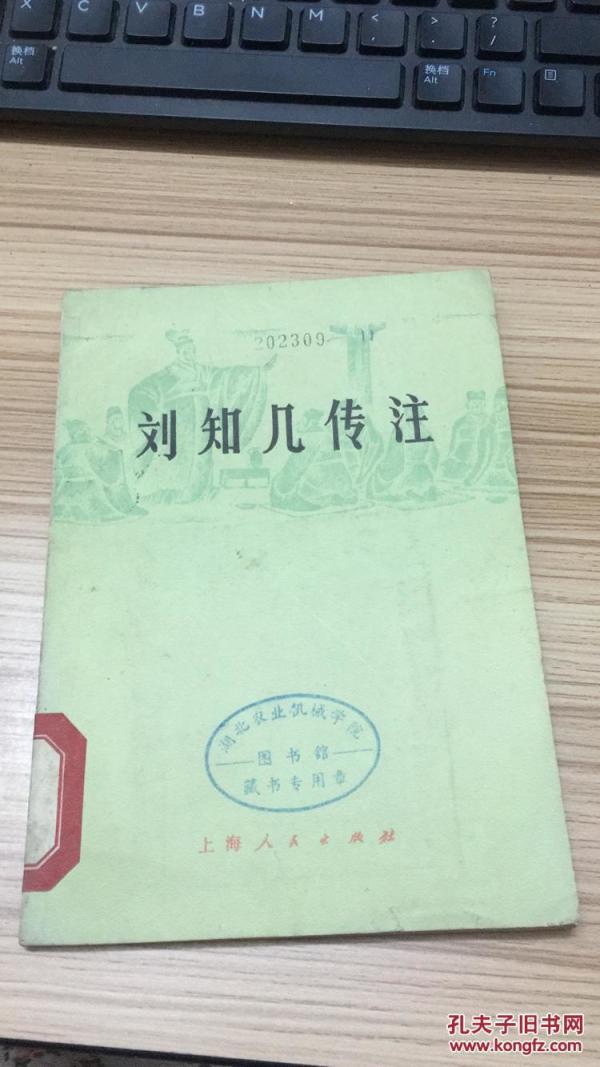 X C V B N M < , > . ? /
换档 Alt
换档 Alt
Fn
202309
刘知几传注
湖北农业机械学院
图书馆
藏书专用章
上海人民出版社
孔夫子旧书网
www.kongfz.com